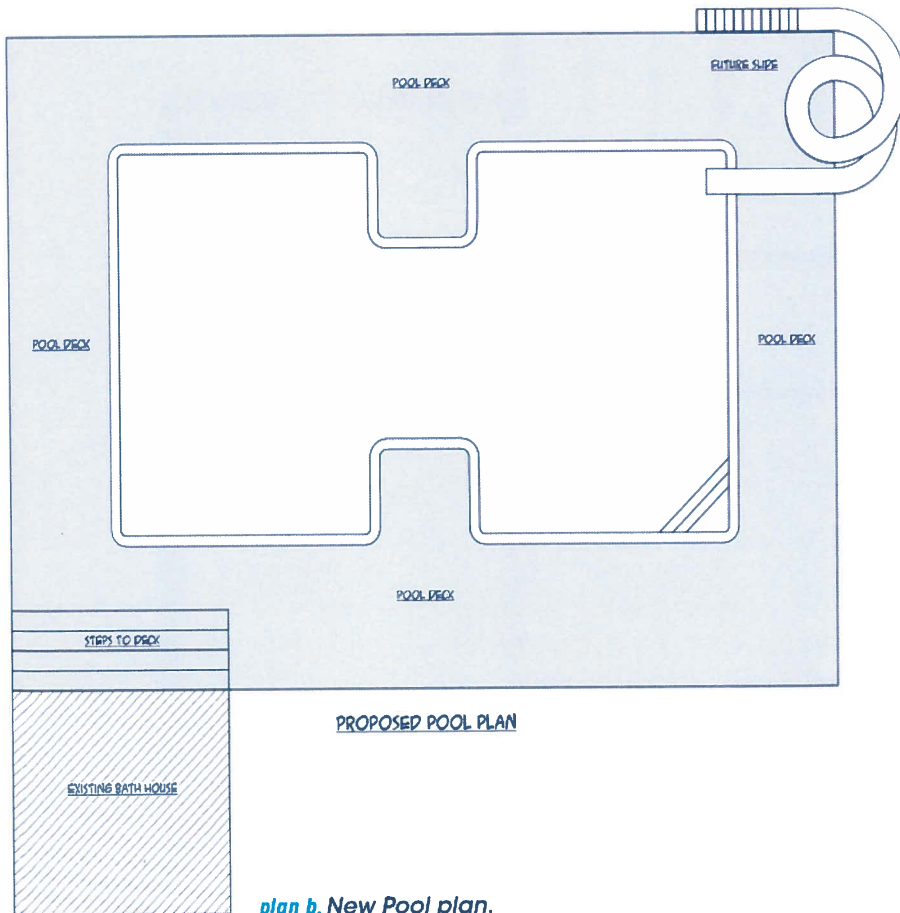 POOL DECK
FUTURE SLIDE
POOL DECK
POOL DECK
POOL DECK
STEPS TO DECK
PROPOSED POOL PLAN
EXISTING BATH HOUSE
plan b. New Pool plan.